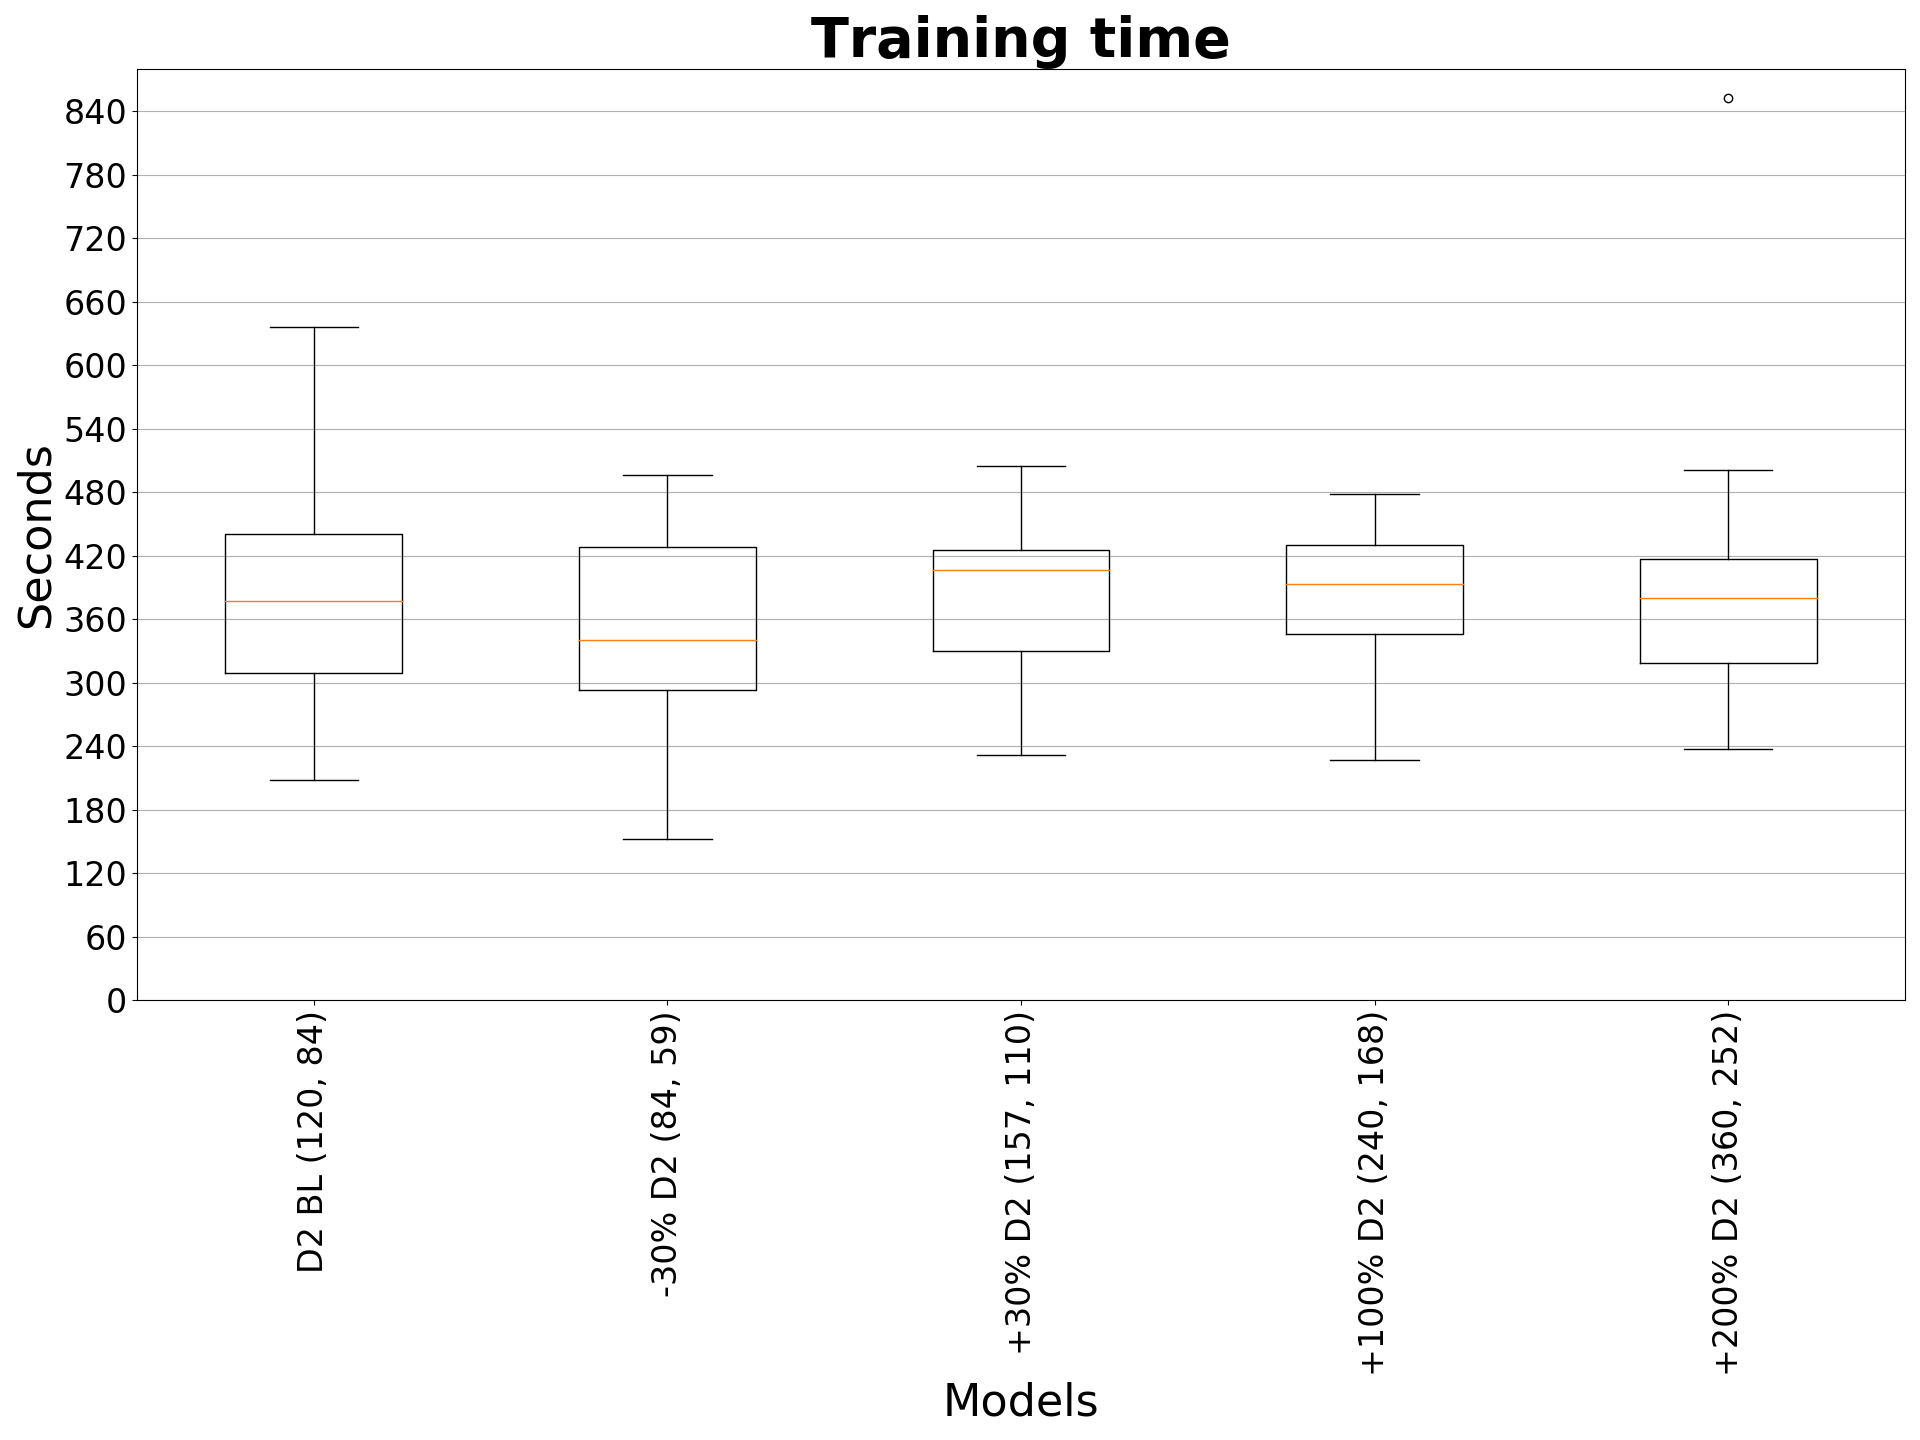 Training time
Seconds
840
780
720
660
600
540
480
420
360
300
240
180
120
60
0
D2 BL (120, 84)
-30% D2 (84, 59)
+30% D2 (157, 110)
+100% D2 (240, 168)
+200% D2 (360, 252)
Models